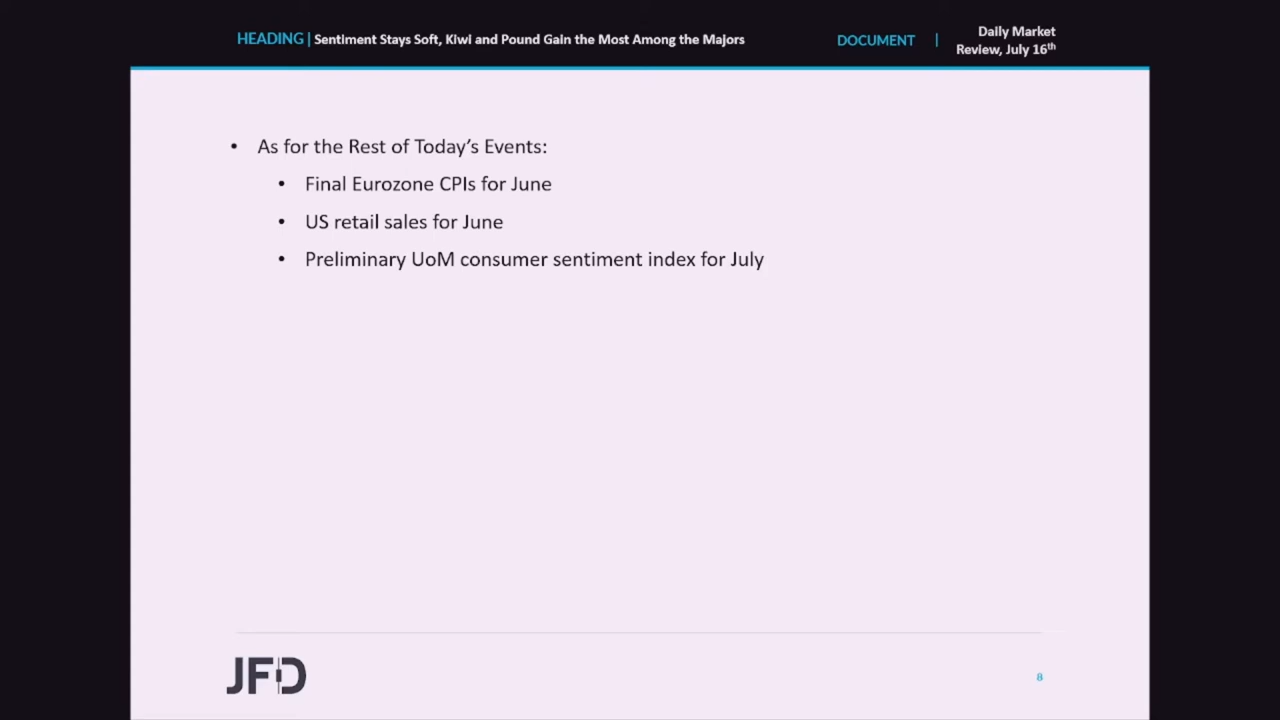 HEADING | Sentiment Stays Soft, Kiwi and Pound Gain the Most Among the Majors
DOCUMENT | Daily Market
Review, July 16th
• As for the Rest of Today's Events:
• Final Eurozone CPIs for June
• US retail sales for June
• Preliminary UoM consumer sentiment index for July
JFD
8